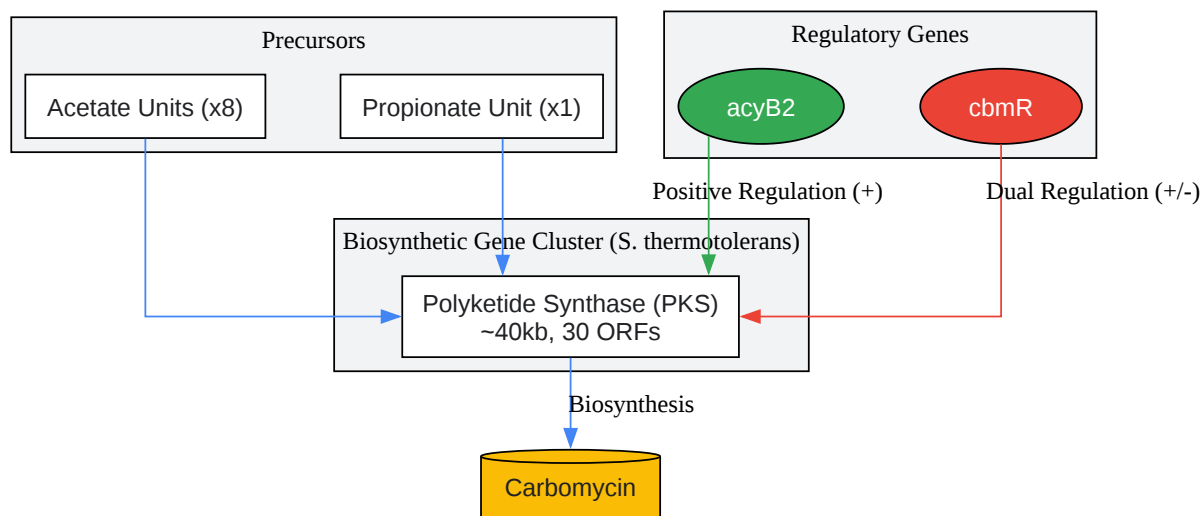 Precursors
Regulatory Genes
Acetate Units (x8)
Propionate Unit (x1)
acyB2
cbmR
Positive Regulation (+)
Dual Regulation (+/-)
Biosynthetic Gene Cluster (S. thermotolerans)
Polyketide Synthase (PKS)
~40kb, 30 ORFs
Biosynthesis
Carbomycin